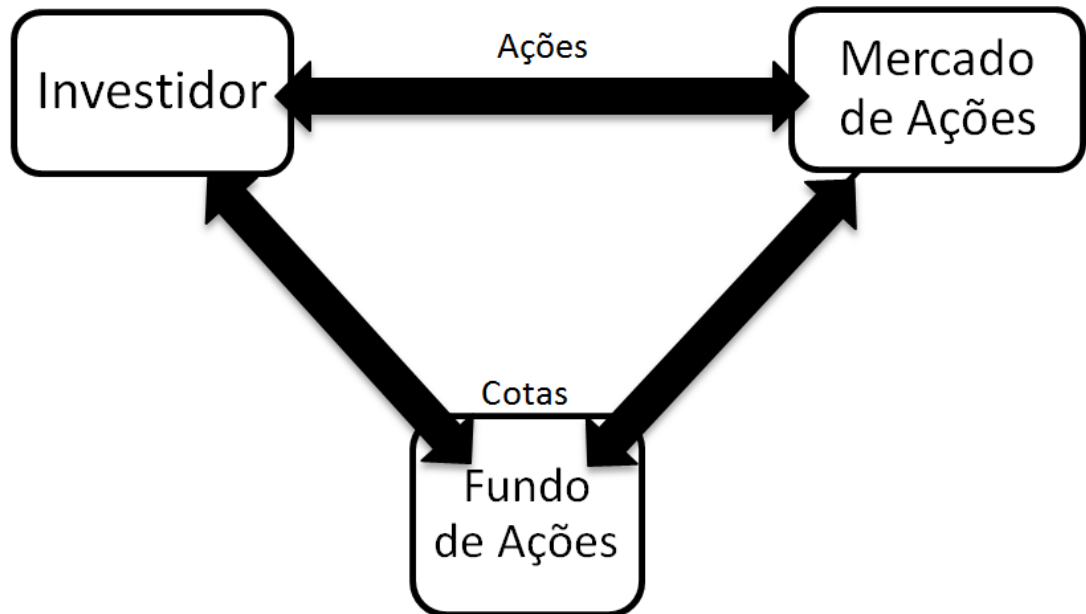 Investidor
Ações
Mercado
de Ações
Cotas
Fundo
de Ações